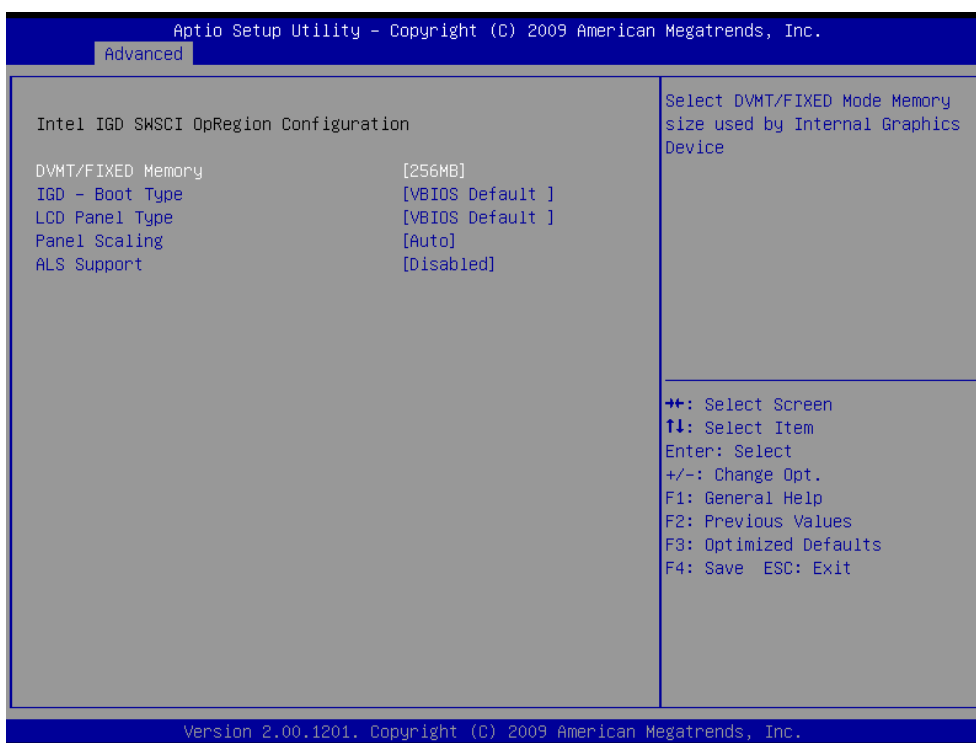 Aptio Setup Utility – Copyright (C) 2009 American Megatrends, Inc.
Advanced
Intel IGD SWSCI OpRegion Configuration
DVMT/FIXED Memory [256MB]
IGD - Boot Type [VBIOS Default ]
LCD Panel Type [VBIOS Default ]
Panel Scaling [Auto]
ALS Support [Disabled]
Select DVMT/FIXED Mode Memory
size used by Internal Graphics
Device
→←: Select Screen
↑↓: Select Item
Enter: Select
+/-: Change Opt.
F1: General Help
F2: Previous Values
F3: Optimized Defaults
F4: Save  ESC: Exit
Version 2.00.1201. Copyright (C) 2009 American Megatrends, Inc.